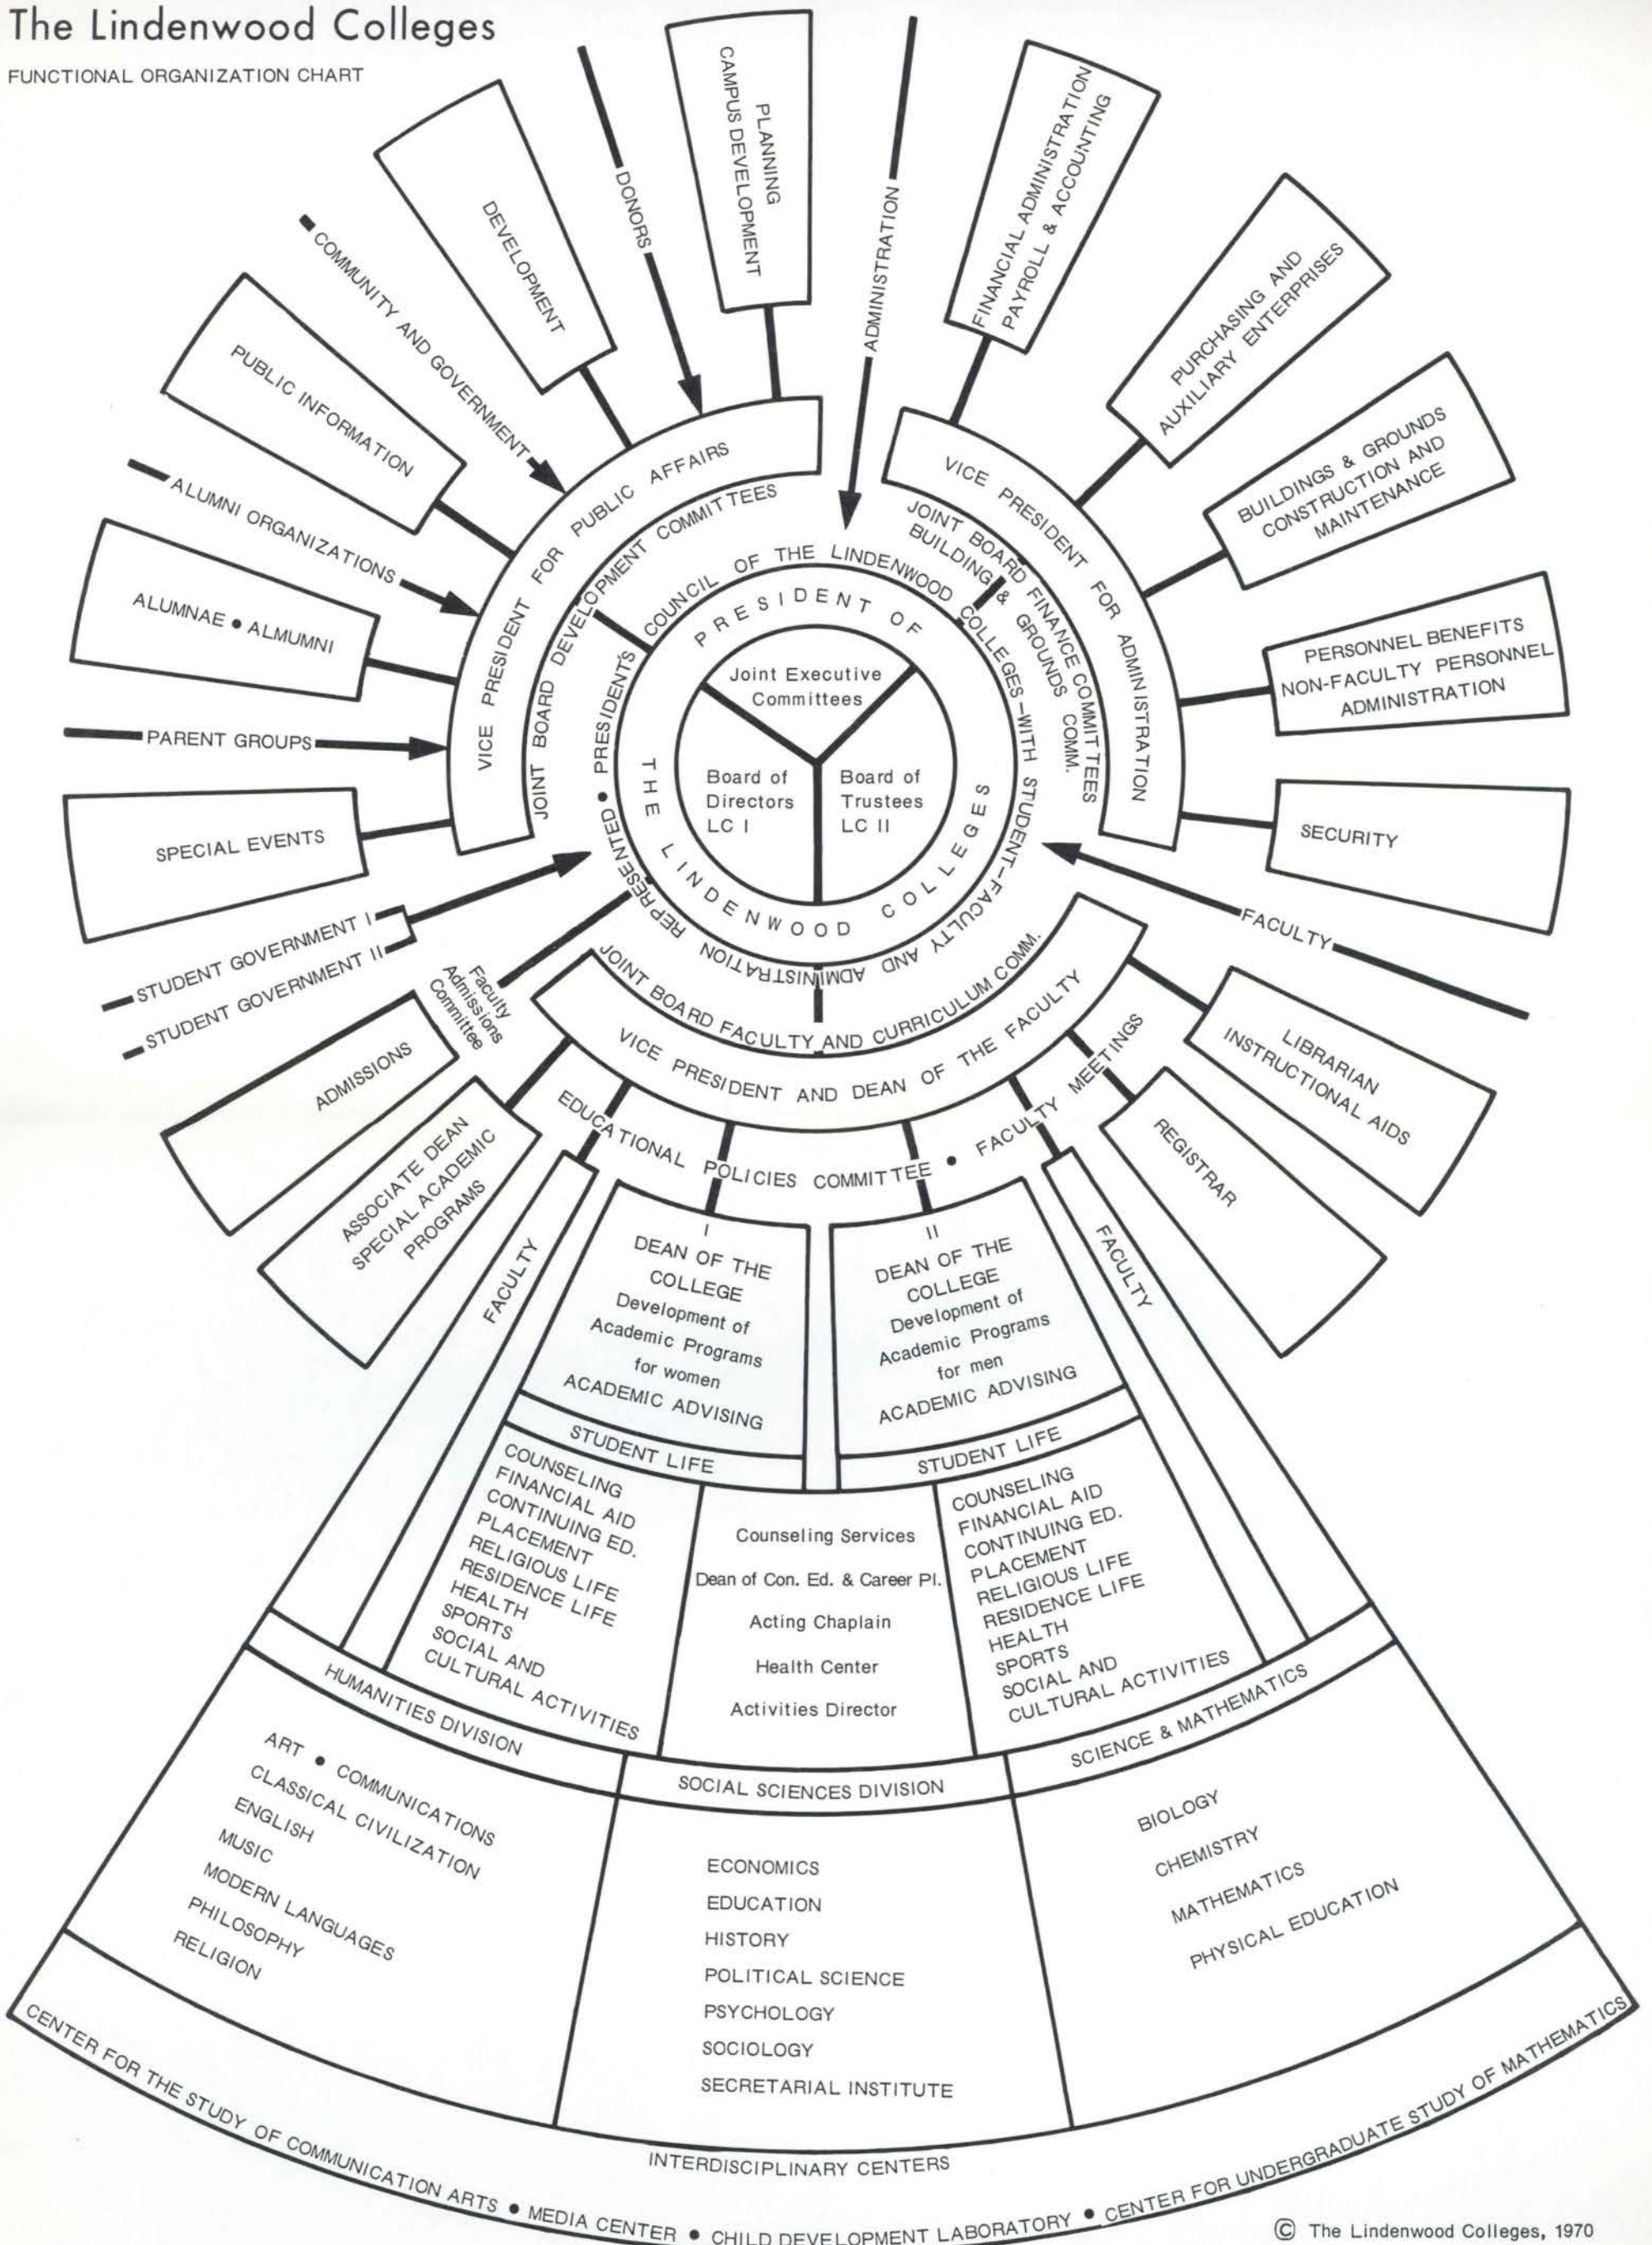 The Lindenwood Colleges
FUNCTIONAL ORGANIZATION CHART
PLANNING
CAMPUS DEVELOPMENT
DONORS
DEVELOPMENT
COMMUNITY AND GOVERNMENT
PUBLIC INFORMATION
ALUMNI ORGANIZATIONS
ALUMNAE • ALMUMNI
PARENT GROUPS
SPECIAL EVENTS
STUDENT GOVERNMENT I
STUDENT GOVERNMENT II
ADMINISTRATION
FINANCIAL ADMINISTRATION
PAYROLL & ACCOUNTING
PURCHASING AND
AUXILIARY ENTERPRISES
BUILDINGS & GROUNDS
CONSTRUCTION AND
MAINTENANCE
PERSONNEL BENEFITS
NON-FACULTY PERSONNEL
ADMINISTRATION
SECURITY
FACULTY
VICE PRESIDENT FOR PUBLIC AFFAIRS
JOINT BOARD DEVELOPMENT COMMITTEES
VICE PRESIDENT FOR ADMINISTRATION
JOINT BOARD FINANCE COMMITTEES
BUILDING & GROUNDS COMM.
PRESIDENTS COUNCIL OF THE LINDENWOOD COLLEGES–WITH STUDENT–FACULTY AND ADMINISTRATION REPRESENTED •
PRESIDENT OF
THE LINDENWOOD COLLEGES
Joint Executive
Committees
Board of
Directors
LC I
Board of
Trustees
LC II
JOINT BOARD FACULTY AND CURRICULUM COMM.
VICE PRESIDENT AND DEAN OF THE FACULTY
EDUCATIONAL POLICIES COMMITTEE • FACULTY MEETINGS
Faculty
Admissions
Committee
ADMISSIONS
ASSOCIATE DEAN
SPECIAL ACADEMIC
PROGRAMS
LIBRARIAN
INSTRUCTIONAL AIDS
REGISTRAR
FACULTY
I
DEAN OF THE
COLLEGE
Development of
Academic Programs
for women
ACADEMIC ADVISING
II
DEAN OF THE
COLLEGE
Development of
Academic Programs
for men
ACADEMIC ADVISING
FACULTY
STUDENT LIFE
COUNSELING
FINANCIAL AID
CONTINUING ED.
PLACEMENT
RELIGIOUS LIFE
RESIDENCE LIFE
HEALTH
SPORTS
SOCIAL AND
CULTURAL ACTIVITIES
Counseling Services
Dean of Con. Ed. & Career Pl.
Acting Chaplain
Health Center
Activities Director
STUDENT LIFE
COUNSELING
FINANCIAL AID
CONTINUING ED.
PLACEMENT
RELIGIOUS LIFE
RESIDENCE LIFE
HEALTH
SPORTS
SOCIAL AND
CULTURAL ACTIVITIES
HUMANITIES DIVISION
ART • COMMUNICATIONS
CLASSICAL CIVILIZATION
ENGLISH
MUSIC
MODERN LANGUAGES
PHILOSOPHY
RELIGION
SOCIAL SCIENCES DIVISION
ECONOMICS
EDUCATION
HISTORY
POLITICAL SCIENCE
PSYCHOLOGY
SOCIOLOGY
SECRETARIAL INSTITUTE
SCIENCE & MATHEMATICS
BIOLOGY
CHEMISTRY
MATHEMATICS
PHYSICAL EDUCATION
INTERDISCIPLINARY CENTERS
CENTER FOR THE STUDY OF COMMUNICATION ARTS • MEDIA CENTER • CHILD DEVELOPMENT LABORATORY • CENTER FOR UNDERGRADUATE STUDY OF MATHEMATICS
© The Lindenwood Colleges, 1970